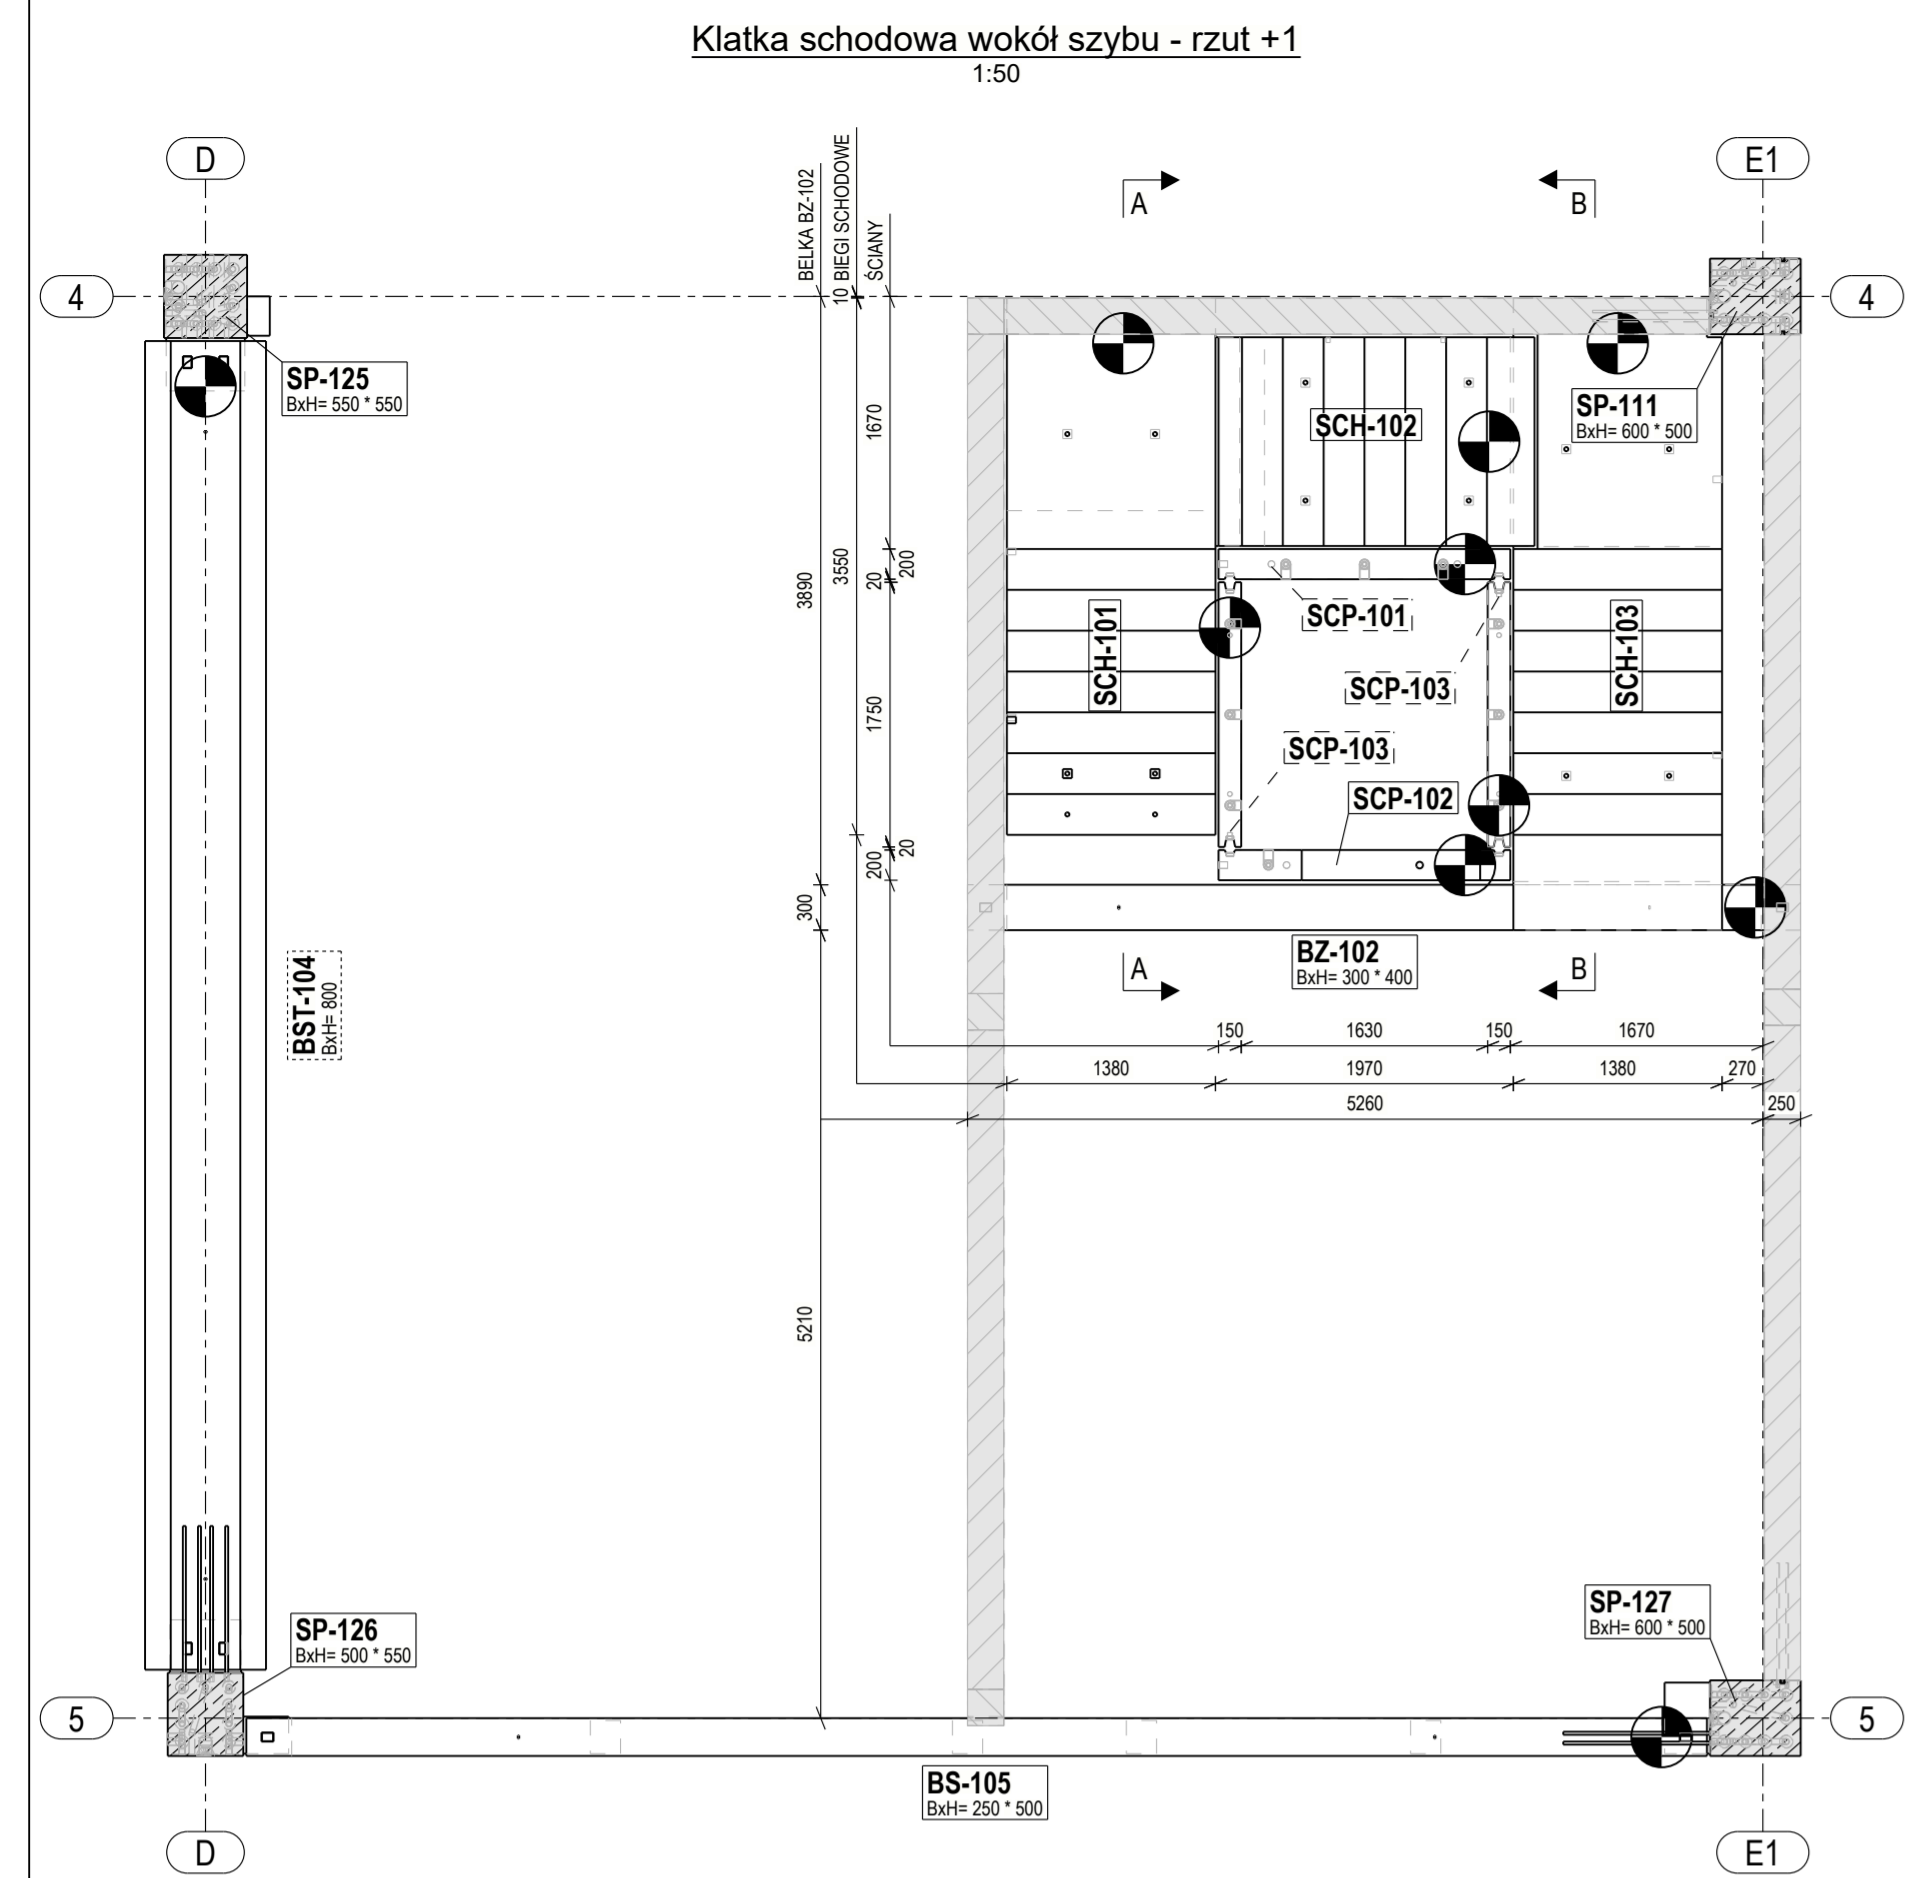 Klatka schodowa wokół szybu - rzut +1
1:50
D
E1
A
B
4
4
BELKA BZ-102
10 BIEGI SCHODOWE
ŚCIANY
SP-125
BxH= 550 * 550
SP-111
BxH= 600 * 500
SCH-102
1670
3890
3550
200
20
1750
20
200
300
SCH-101
SCH-103
SCP-101
SCP-103
SCP-103
SCP-102
BZ-102
BxH= 300 * 400
A
B
BST-104
BxH= 800
150
1630
150
1670
1380
1970
1380
270
5260
250
5210
SP-126
BxH= 500 * 550
SP-127
BxH= 600 * 500
5
5
BS-105
BxH= 250 * 500
D
E1